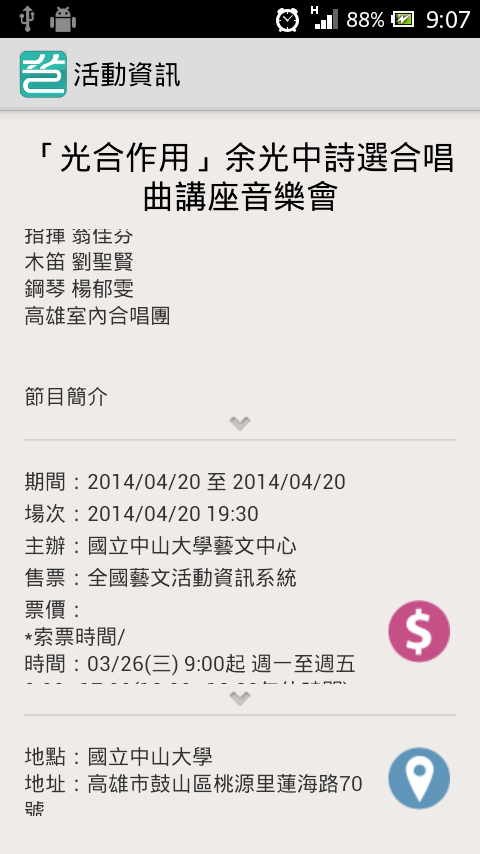 H 88% 9:07
活動資訊
「光合作用」余光中詩選合唱
曲講座音樂會
指揮 翁佳芬
木笛 劉聖賢
鋼琴 楊郁雯
高雄室內合唱團
節目簡介
期間：2014/04/20 至 2014/04/20
場次：2014/04/20 19:30
主辦：國立中山大學藝文中心
售票：全國藝文活動資訊系統
票價：
*索票時間/
時間：03/26(三) 9:00起 週一至週五
地點：國立中山大學
地址：高雄市鼓山區桃源里蓮海路70
號